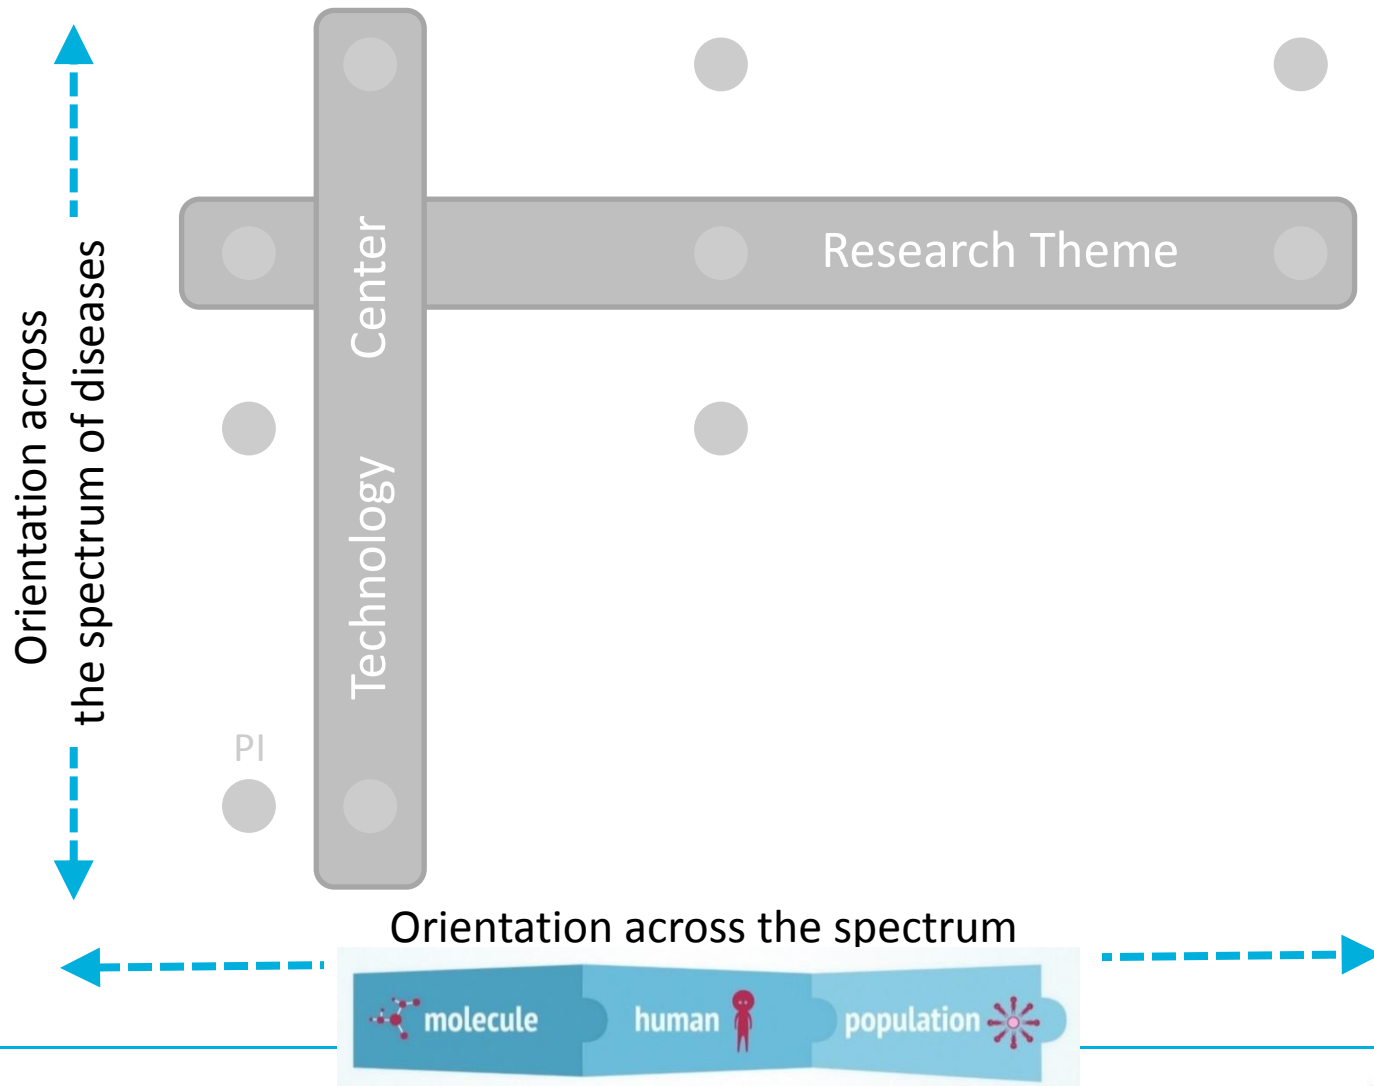 Orientation across
the spectrum of diseases
Technology Center
Research Theme
PI
Orientation across the spectrum
molecule
human
population